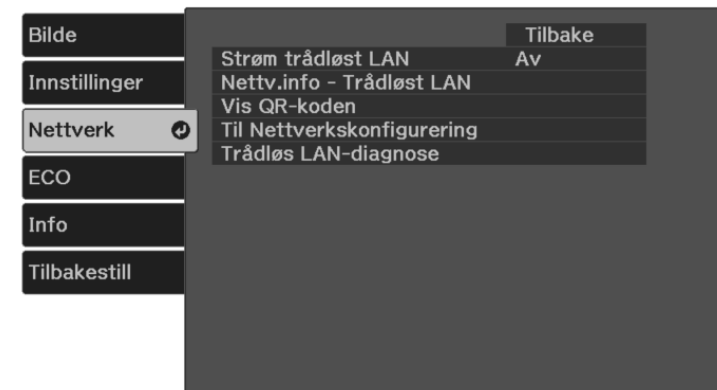 Bilde
Innstillinger
Nettverk
ECO
Info
Tilbakestill
Tilbake
Strøm trådløst LAN Av
Nettv.info - Trådløst LAN
Vis QR-koden
Til Nettverkskonfigurering
Trådløs LAN-diagnose